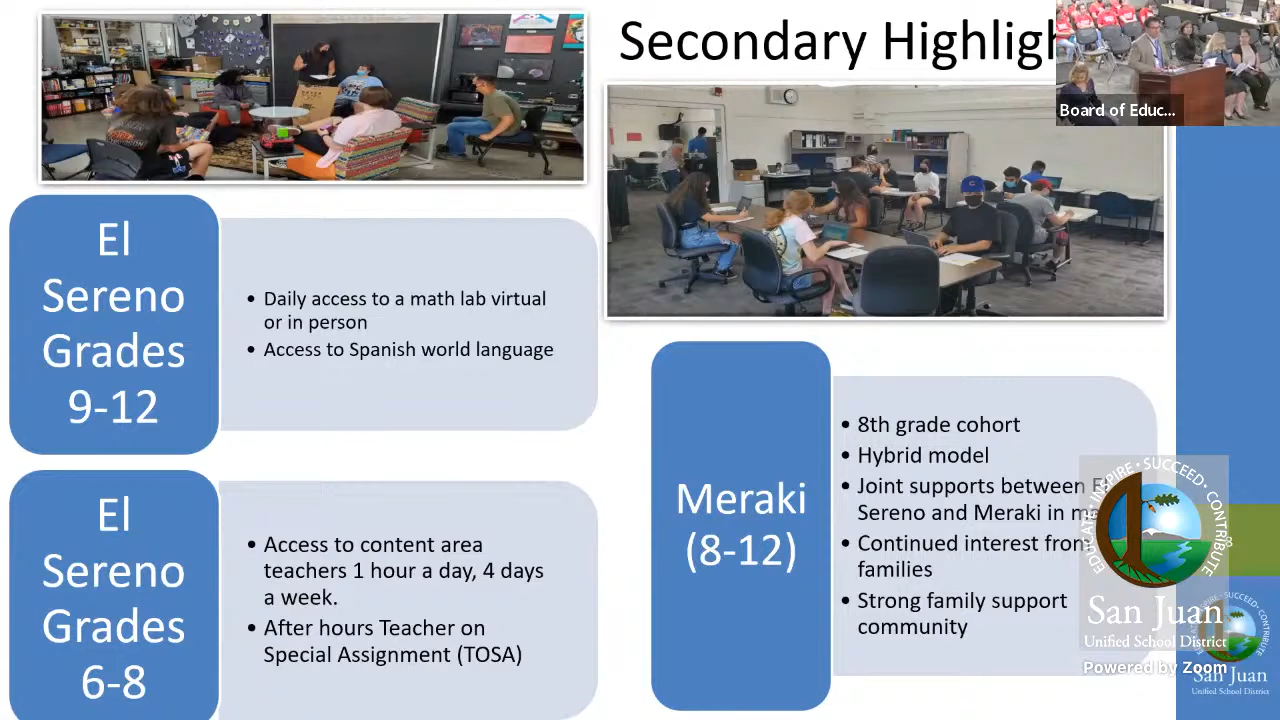 Secondary Highligh
Board of Educ...
El
Sereno
Grades
9-12
• Daily access to a math lab virtual
or in person
• Access to Spanish world language
El
Sereno
Grades
6-8
• Access to content area
teachers 1 hour a day, 4 days
a week.
• After hours Teacher on
Special Assignment (TOSA)
Meraki
(8-12)
• 8th grade cohort
• Hybrid model
• Joint supports between
Sereno and Meraki in
• Continued interest from
families
• Strong family support
community
EDUCATE • INSPIRE • SUCCEED • CONTRIBUTE
San Juan
Unified School District
Powered by Zoom
San Juan
Unified School District